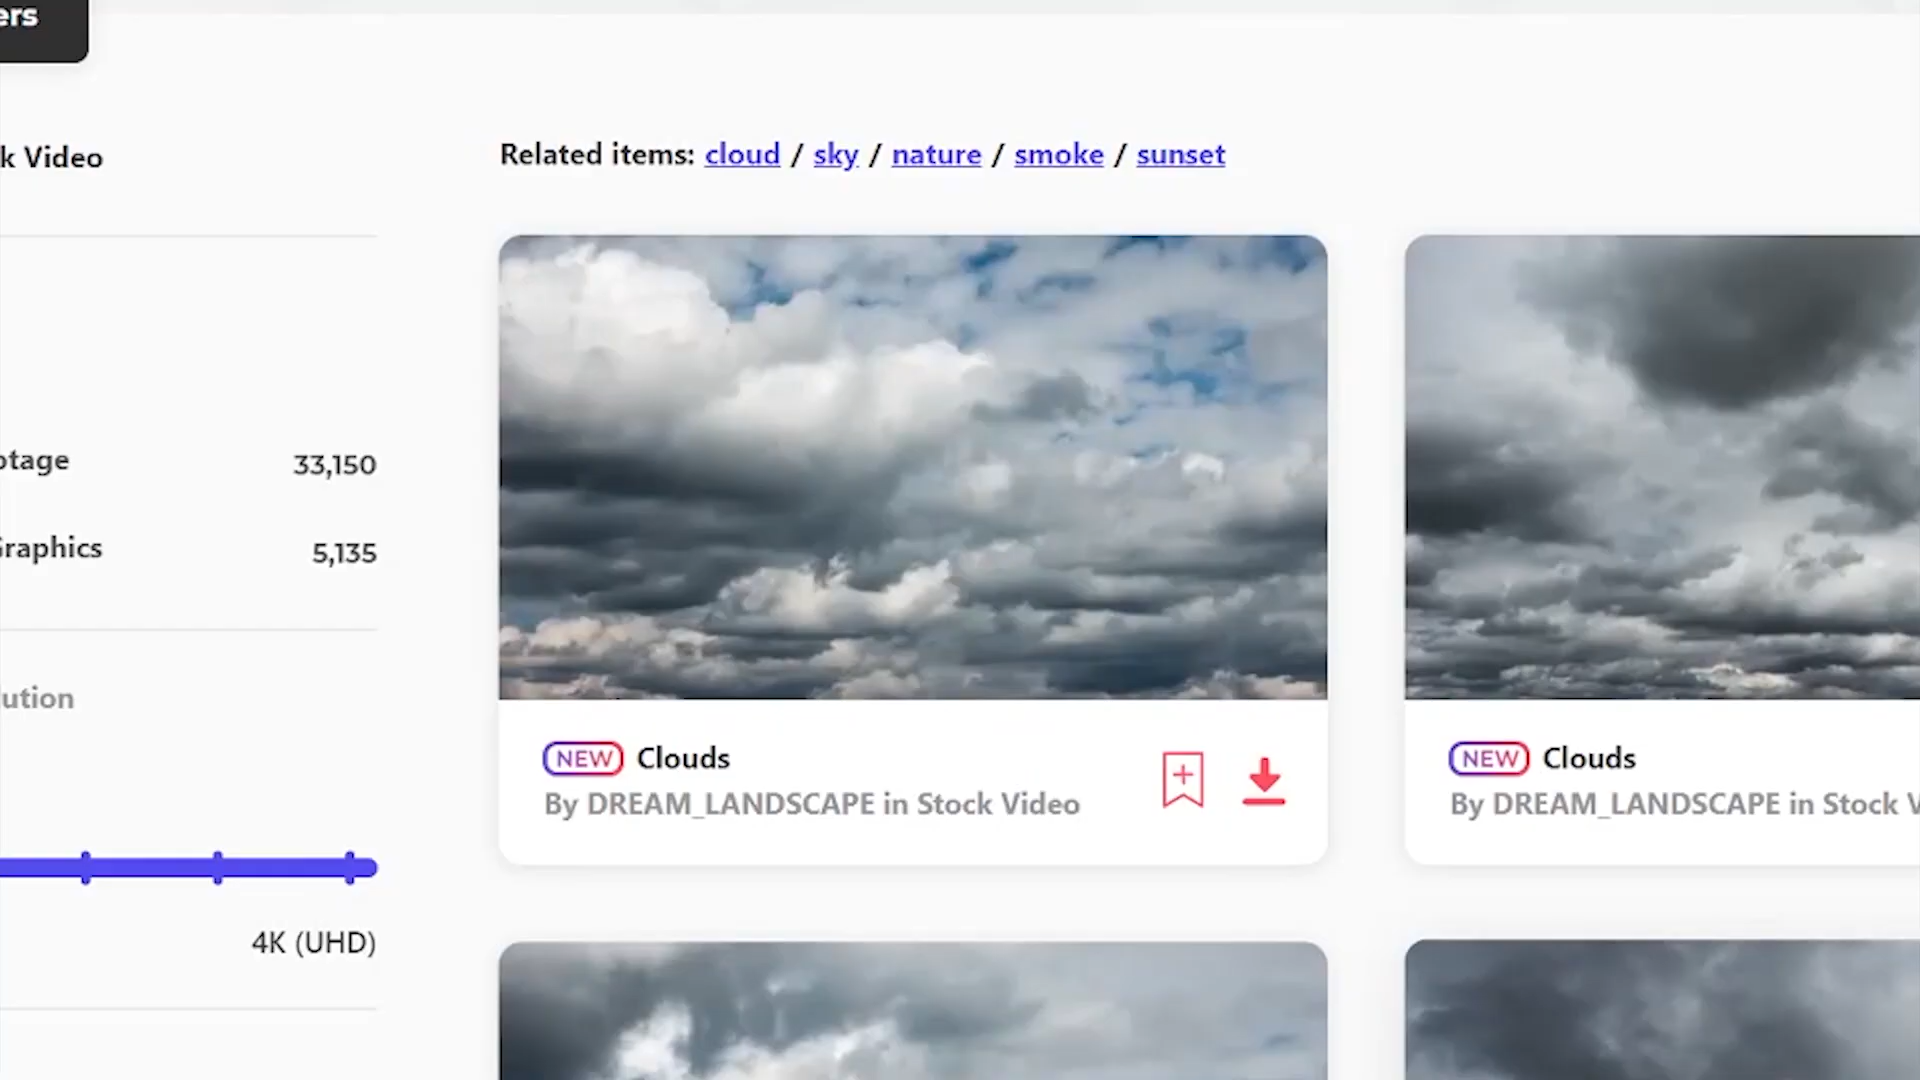 ers
k Video
Related items: cloud / sky / nature / smoke / sunset
otage 33,150
Graphics 5,135
lution
4K (UHD)
NEW Clouds
By DREAM_LANDSCAPE in Stock Video
NEW Clouds
By DREAM_LANDSCAPE in Stock V